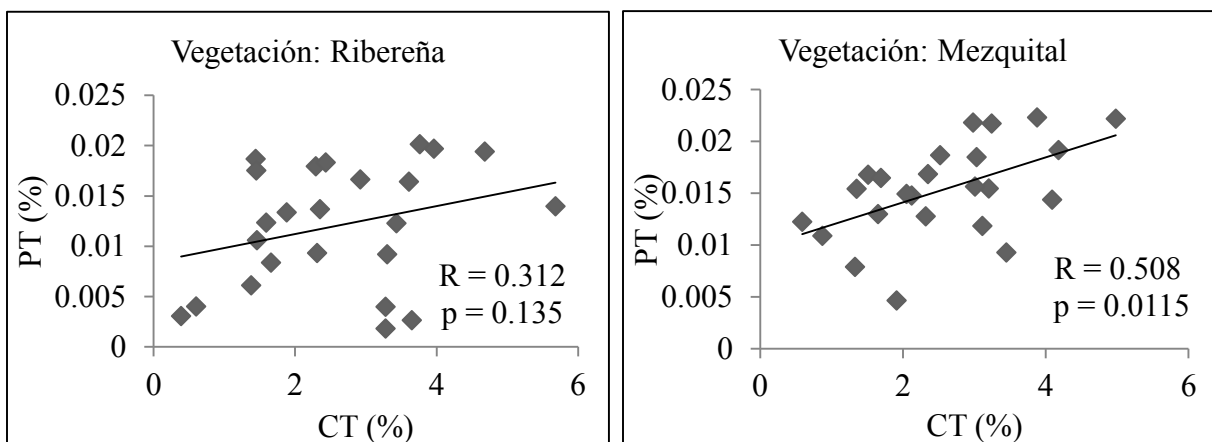 Vegetación: Ribereña
0.025
0.02
0.015
0.01
0.005
0
PT (%)
R = 0.312
p = 0.135
0 2 4 6
CT (%)
Vegetación: Mezquital
0.025
0.02
0.015
0.01
0.005
0
PT (%)
R = 0.508
p = 0.0115
0 2 4 6
CT (%)